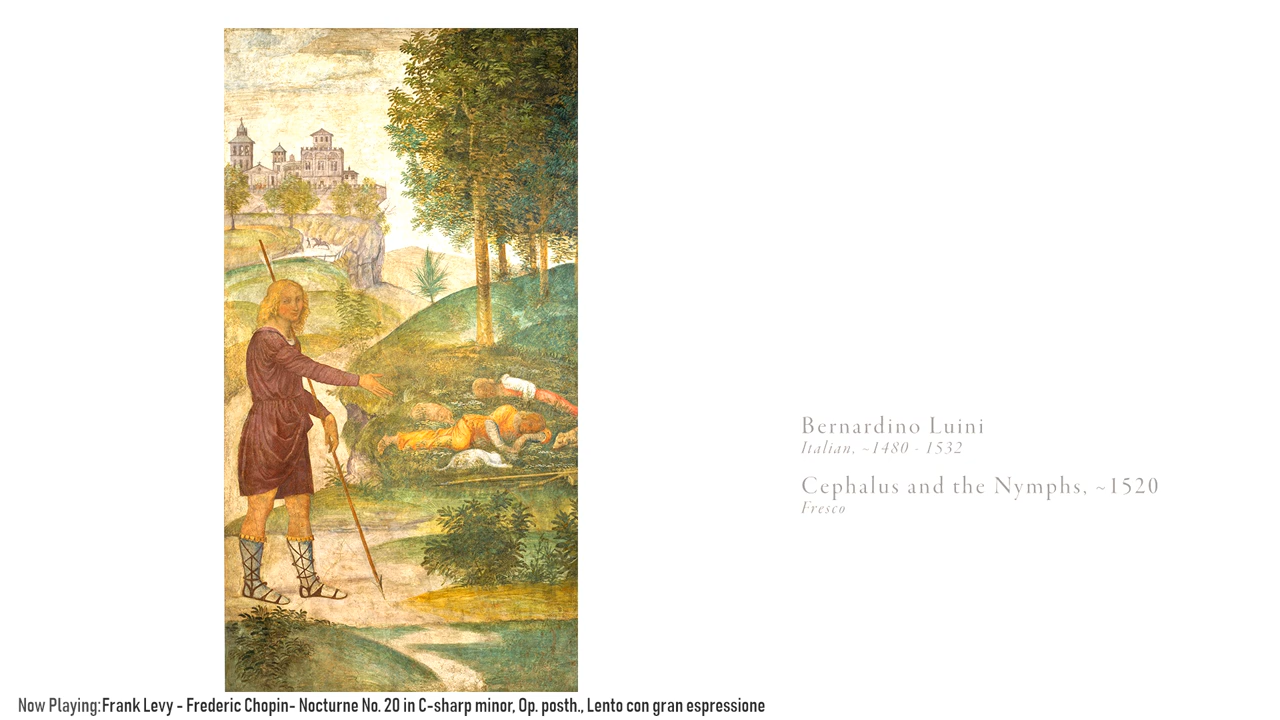 Bernardino Luini
Italian, ~1480 - 1532
Cephalus and the Nymphs, ~1520
Fresco
Now Playing:Frank Levy - Frederic Chopin- Nocturne No. 20 in C-sharp minor, Op. posth., Lento con gran espressione